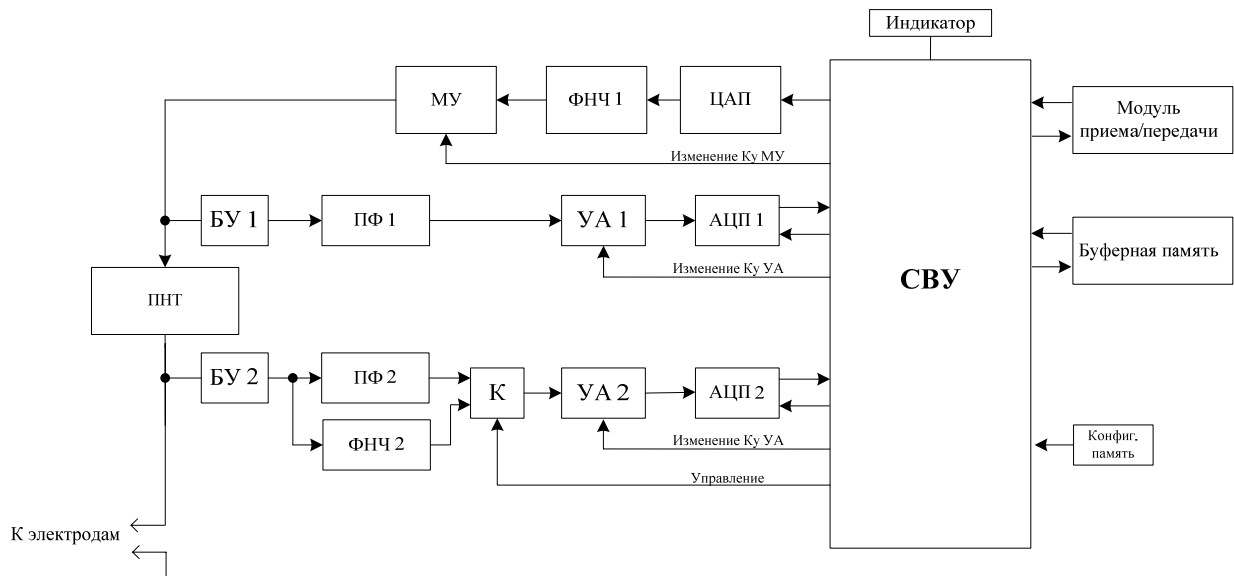 Индикатор
МУ
ФНЧ 1
ЦАП
Модуль
приема/передачи
Изменение Ку МУ
БУ 1
ПФ 1
УА 1
АЦП 1
Буферная память
Изменение Ку УА
СВУ
ПНТ
БУ 2
ПФ 2
К
УА 2
АЦП 2
ФНЧ 2
Изменение Ку УА
Конфиг.
память
Управление
К электродам